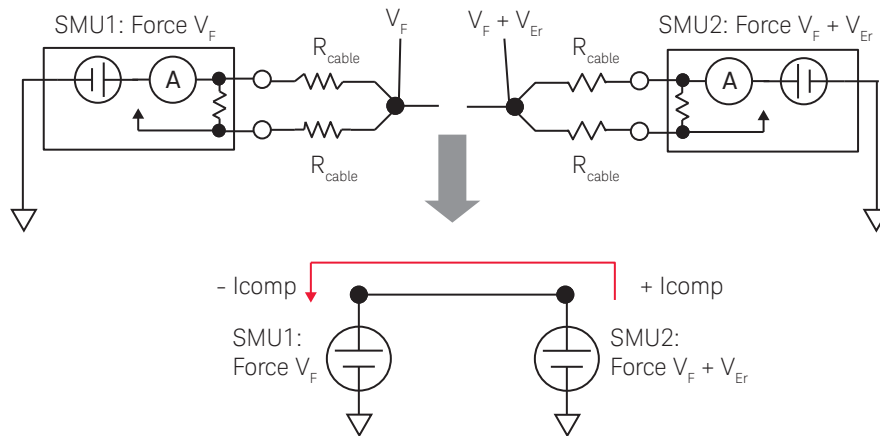 SMU1: Force V_F
V_F
V_F + V_Er
SMU2: Force V_F + V_Er
R_cable
R_cable
A
A
R_cable
R_cable
- Icomp
+ Icomp
SMU1:
Force V_F
SMU2:
Force V_F + V_Er